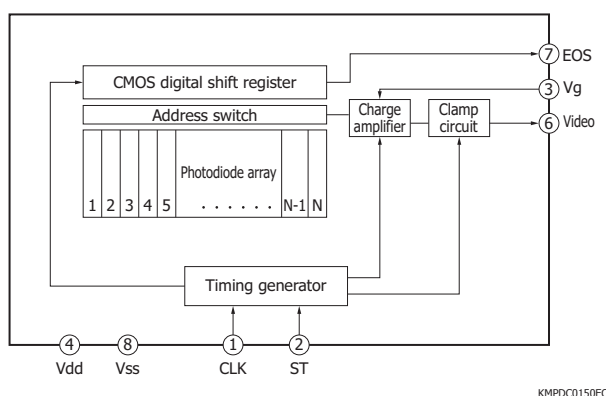 CMOS digital shift register
⑦ EOS
③ Vg
Address switch
Charge
amplifier
Clamp
circuit
⑥ Video
Photodiode array
1 2 3 4 5 . . . . . . N-1 N
Timing generator
④ ⑧ ① ②
Vdd Vss CLK ST
KMPDC0150EC